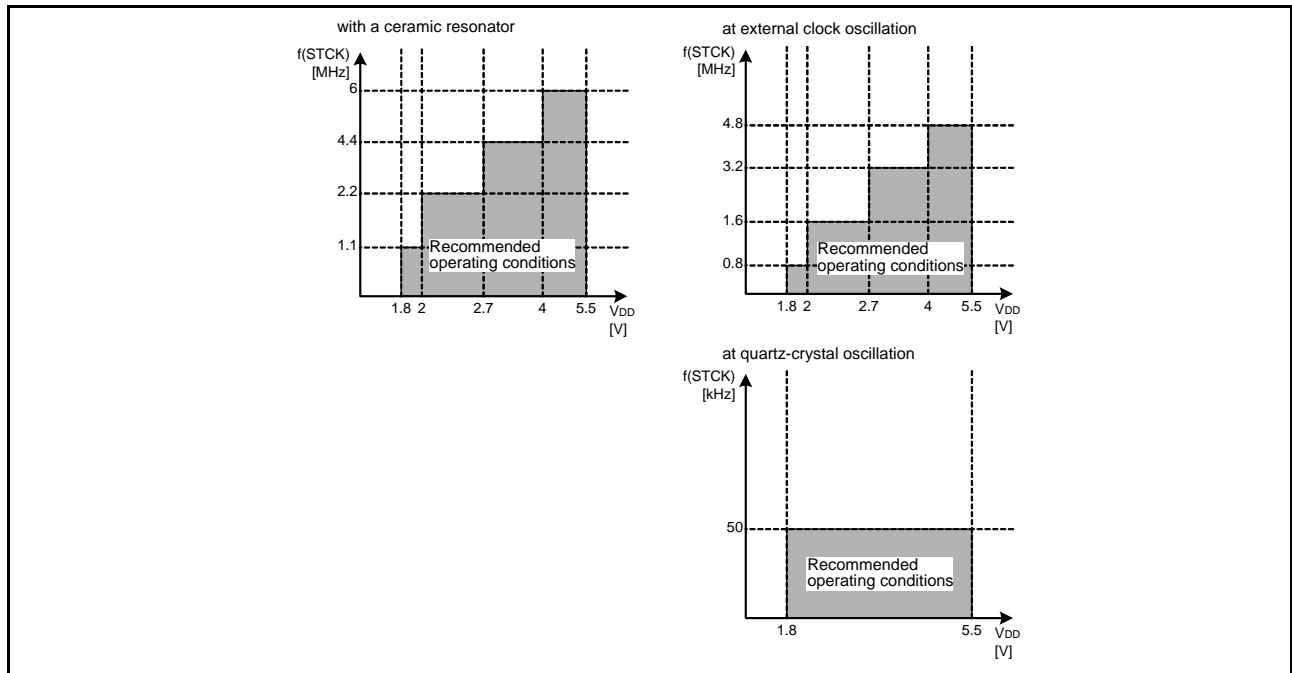 with a ceramic resonator
f(STCK)
[MHz]
6
4.4
2.2
1.1
Recommended
operating conditions
1.8 2 2.7 4 5.5 VDD
[V]
at external clock oscillation
f(STCK)
[MHz]
4.8
3.2
1.6
0.8
Recommended
operating conditions
1.8 2 2.7 4 5.5 VDD
[V]
at quartz-crystal oscillation
f(STCK)
[kHz]
50
Recommended
operating conditions
1.8 5.5 VDD
[V]